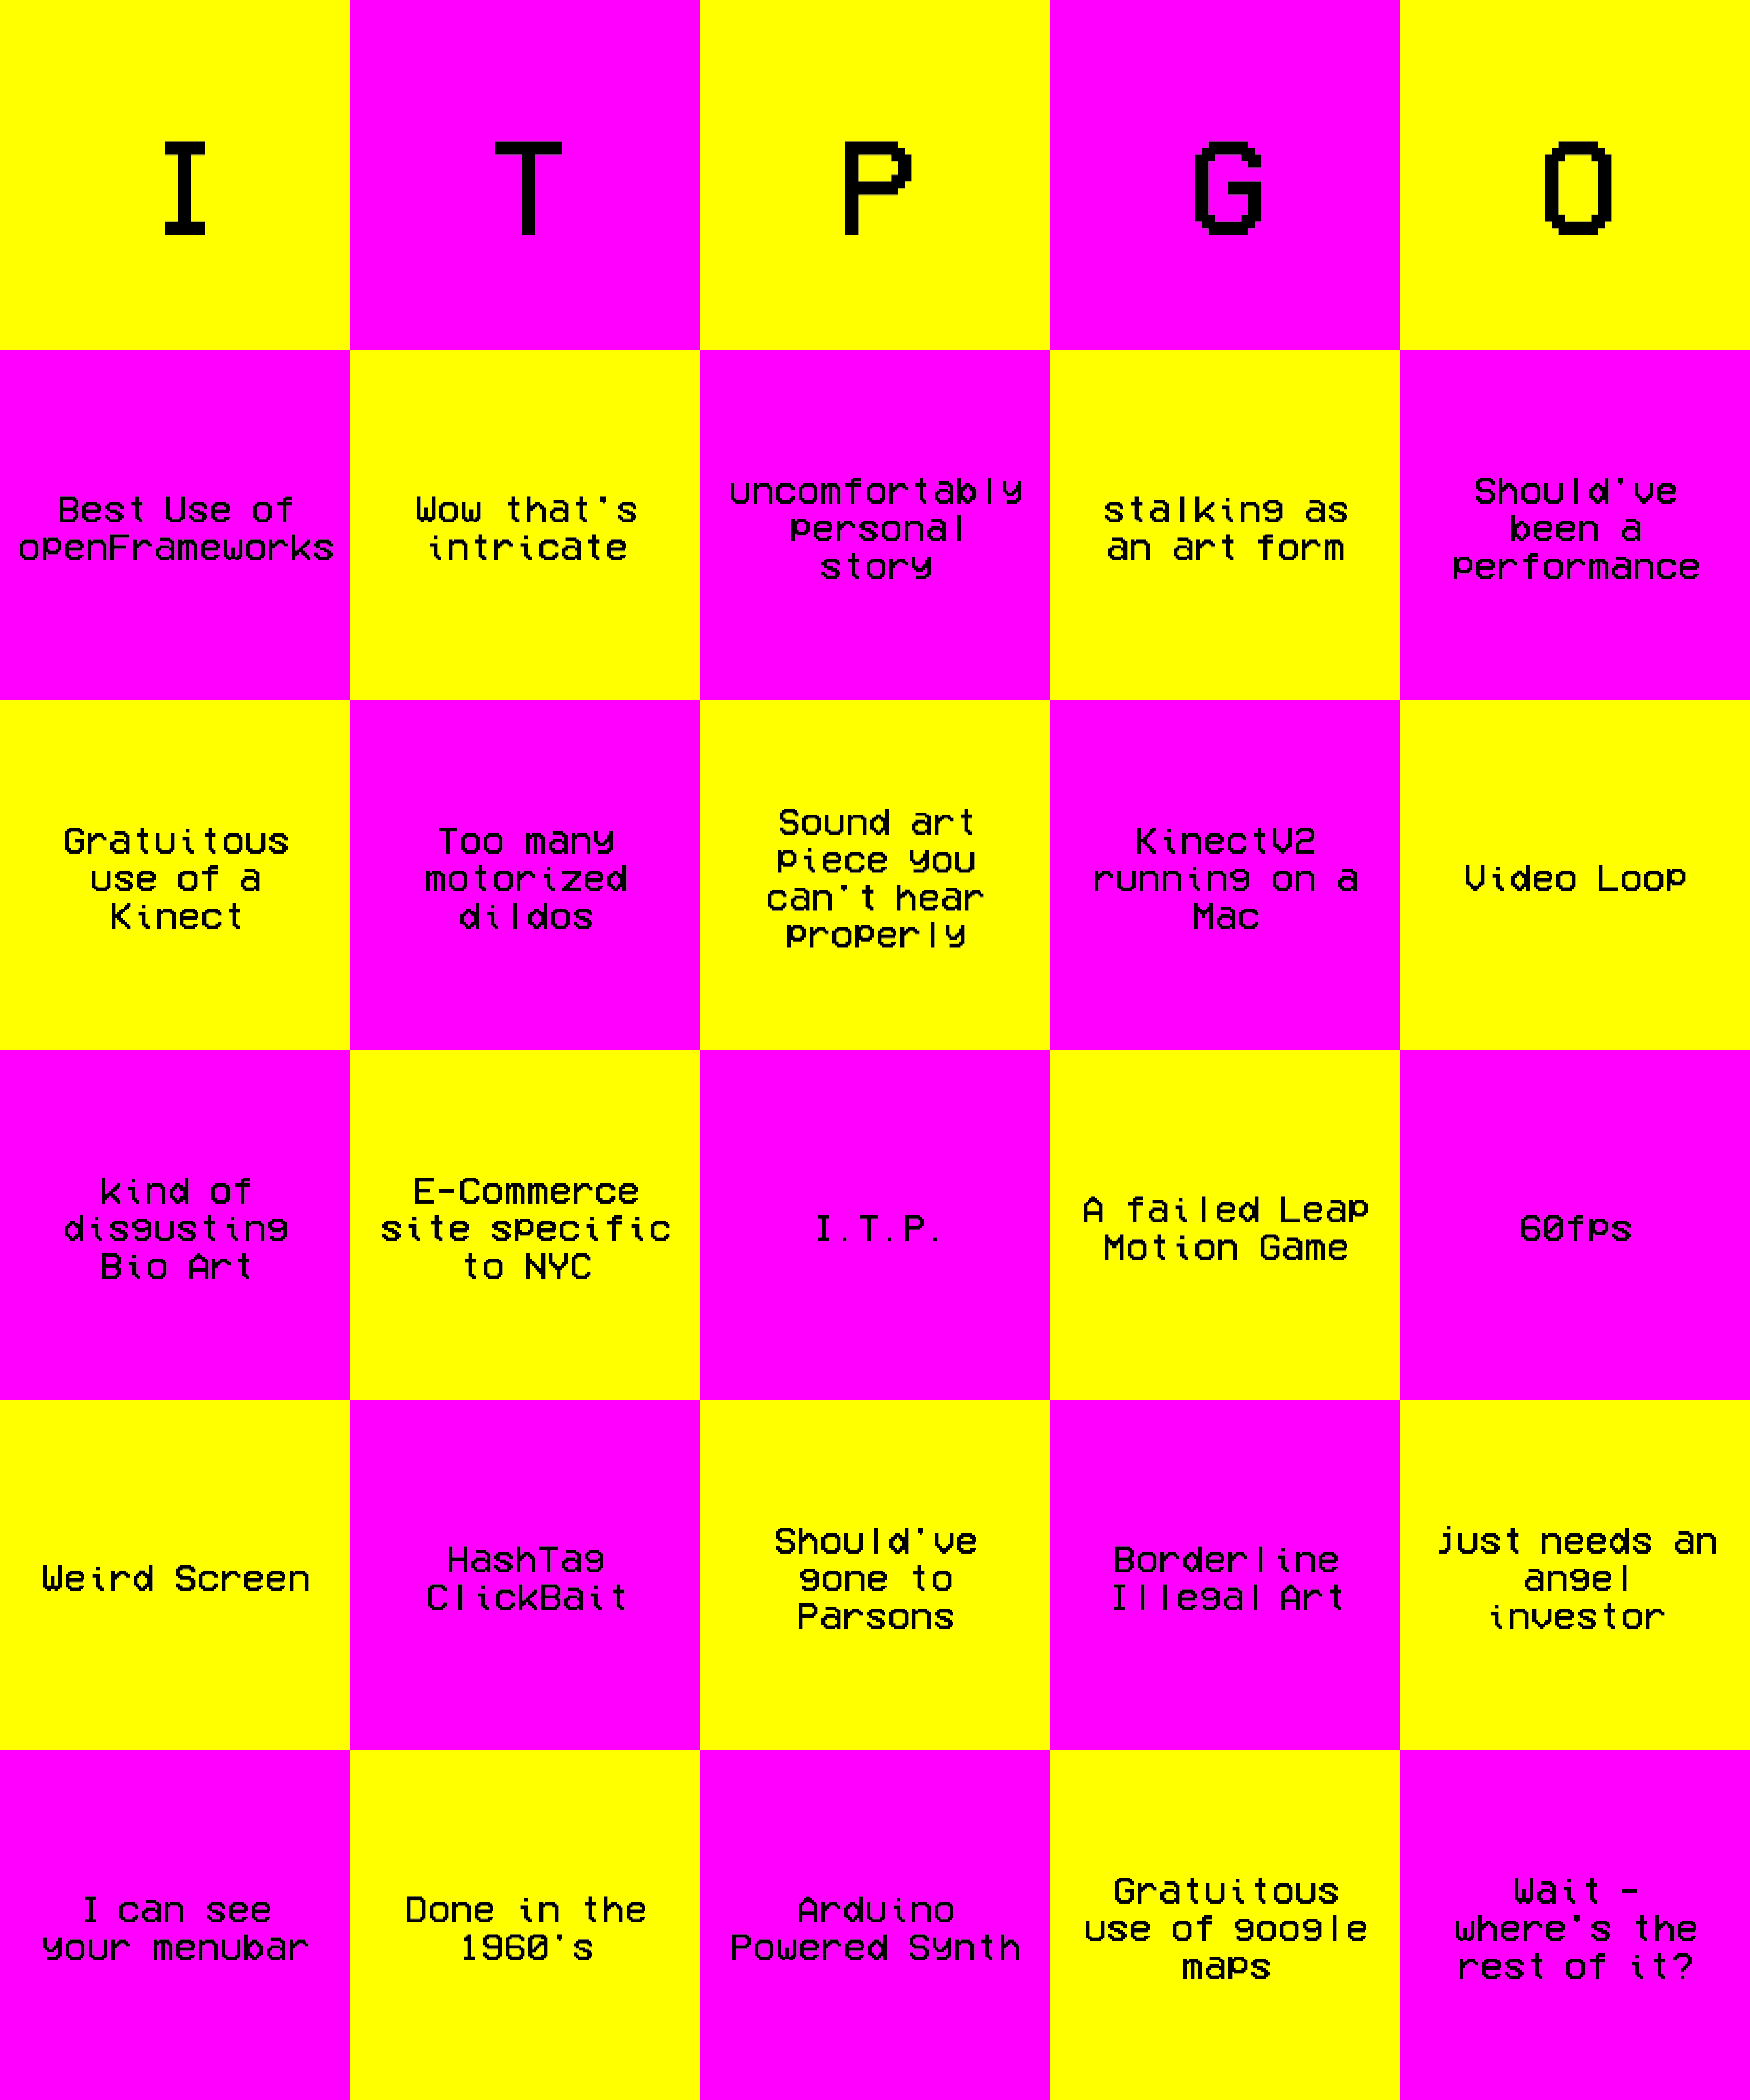 I T P G O
Best Use of
openFrameworks
Wow that's
intricate
uncomfortably
personal
story
stalking as
an art form
Should've
been a
performance
Gratuitous
use of a
Kinect
Too many
motorized
dildos
Sound art
piece you
can't hear
properly
KinectV2
running on a
Mac
Video Loop
kind of
disgusting
Bio Art
E-Commerce
site specific
to NYC
I.T.P.
A failed Leap
Motion Game
60fps
Weird Screen
HashTag
ClickBait
Should've
gone to
Parsons
Borderline
Illegal Art
just needs an
angel
investor
I can see
your menubar
Done in the
1960's
Arduino
Powered Synth
Gratuitous
use of google
maps
Wait -
where's the
rest of it?